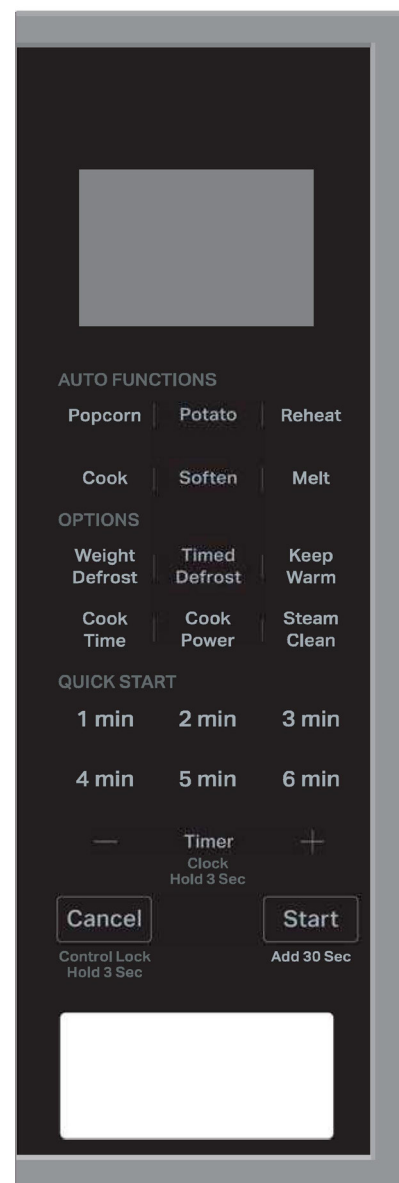 AUTO FUNCTIONS
Popcorn Potato Reheat
Cook Soften Melt
OPTIONS
Weight Timed Keep
Defrost Defrost Warm
Cook Cook Steam
Time Power Clean
QUICK START
1 min 2 min 3 min
4 min 5 min 6 min
— Timer +
Clock
Hold 3 Sec
Cancel Start
Control Lock Add 30 Sec
Hold 3 Sec